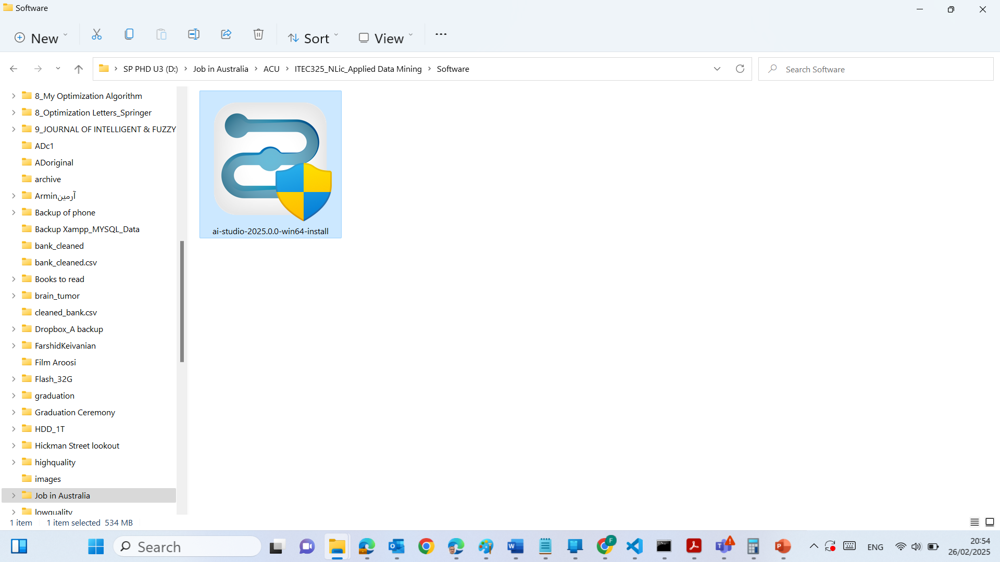 Software
New
Sort
View
SP PHD U3 (D:) > Job in Australia > ACU > ITEC325_NLic_Applied Data Mining > Software
Search Software
8_My Optimization Algorithm
8_Optimization Letters_Springer
9_JOURNAL OF INTELLIGENT & FUZZY
ADc1
ADoriginal
archive
Arminآرمین
Backup of phone
Backup Xampp_MYSQL_Data
bank_cleaned
bank_cleaned.csv
Books to read
brain_tumor
cleaned_bank.csv
Dropbox_A backup
FarshidKeivanian
Film Aroosi
Flash_32G
graduation
Graduation Ceremony
HDD_1T
Hickman Street lookout
highquality
images
Job in Australia
lowquality
ai-studio-2025.0.0-win64-install
1 item
1 item selected 534 MB
Search
F
ENG
20:54
26/02/2025